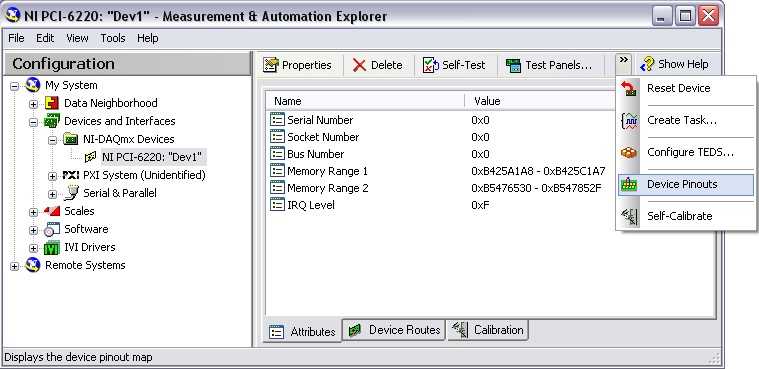 NI PCI-6220: "Dev1" - Measurement & Automation Explorer
File Edit View Tools Help
Configuration
Properties Delete Self-Test Test Panels... » Show Help
My System
Data Neighborhood
Devices and Interfaces
NI-DAQmx Devices
NI PCI-6220: "Dev1"
PXI PXI System (Unidentified)
Serial & Parallel
Scales
Software
IVI Drivers
Remote Systems
Name Value
Serial Number 0x0
Socket Number 0x0
Bus Number 0x0
Memory Range 1 0xB425A1A8 - 0xB425C1A7
Memory Range 2 0xB5476530 - 0xB547852F
IRQ Level 0xF
Reset Device
Create Task...
Configure TEDS...
Device Pinouts
Self-Calibrate
Attributes Device Routes Calibration
Displays the device pinout map